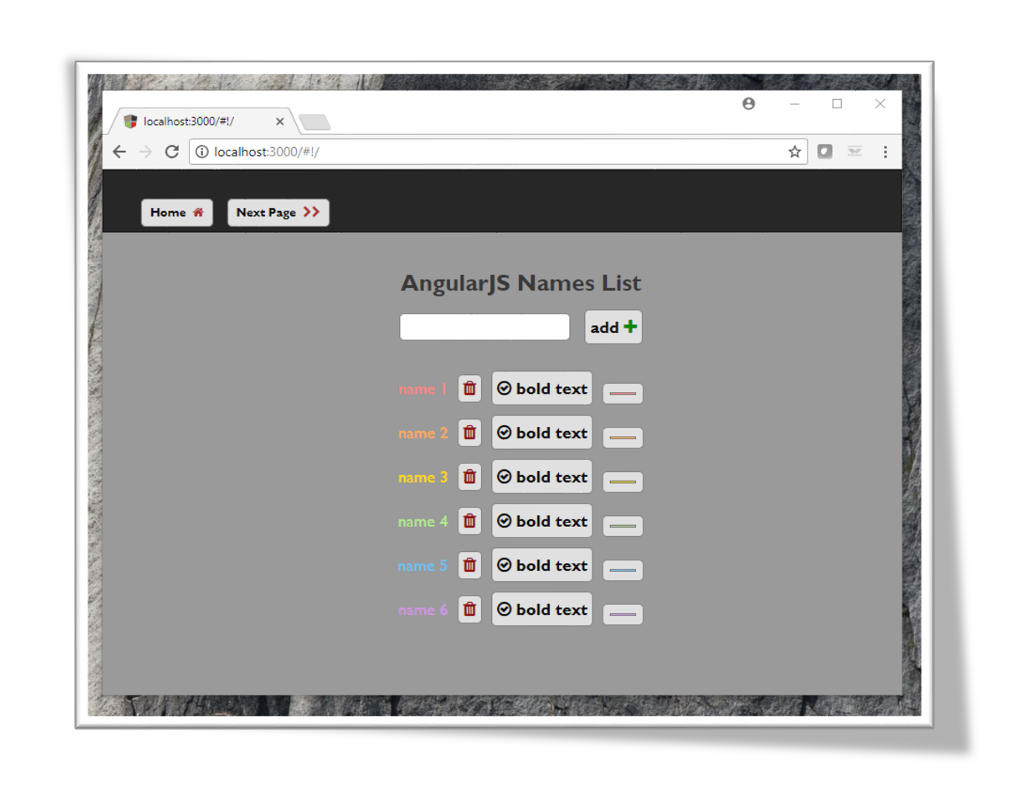 localhost:3000/#!/
localhost:3000/#!/
Home Next Page
AngularJS Names List
add
name 1 bold text
name 2 bold text
name 3 bold text
name 4 bold text
name 5 bold text
name 6 bold text